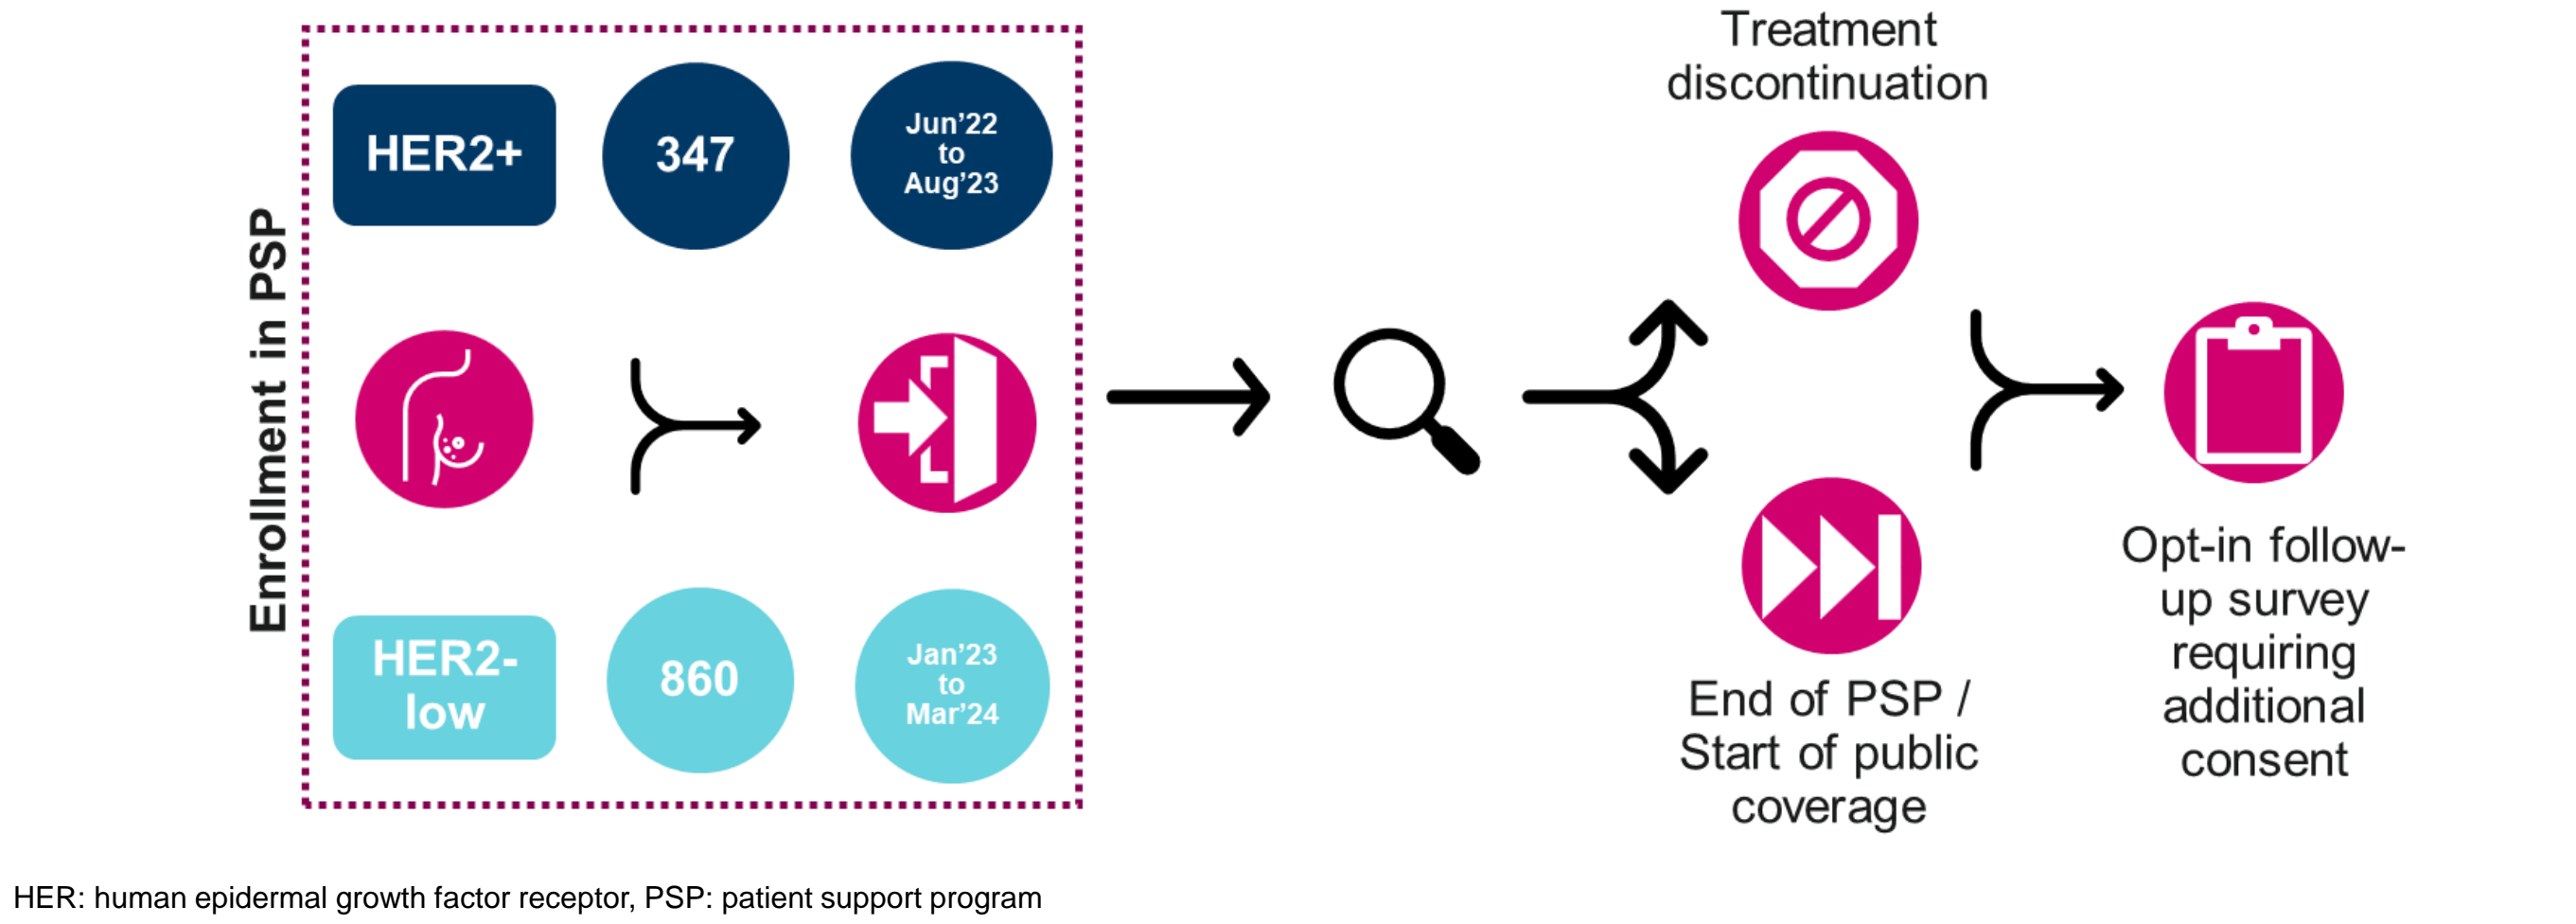 Enrollment in PSP
HER2+
347
Jun’22
to
Aug’23
HER2-
low
860
Jan’23
to
Mar’24
Treatment
discontinuation
End of PSP /
Start of public
coverage
Opt-in follow-
up survey
requiring
additional
consent
HER: human epidermal growth factor receptor, PSP: patient support program